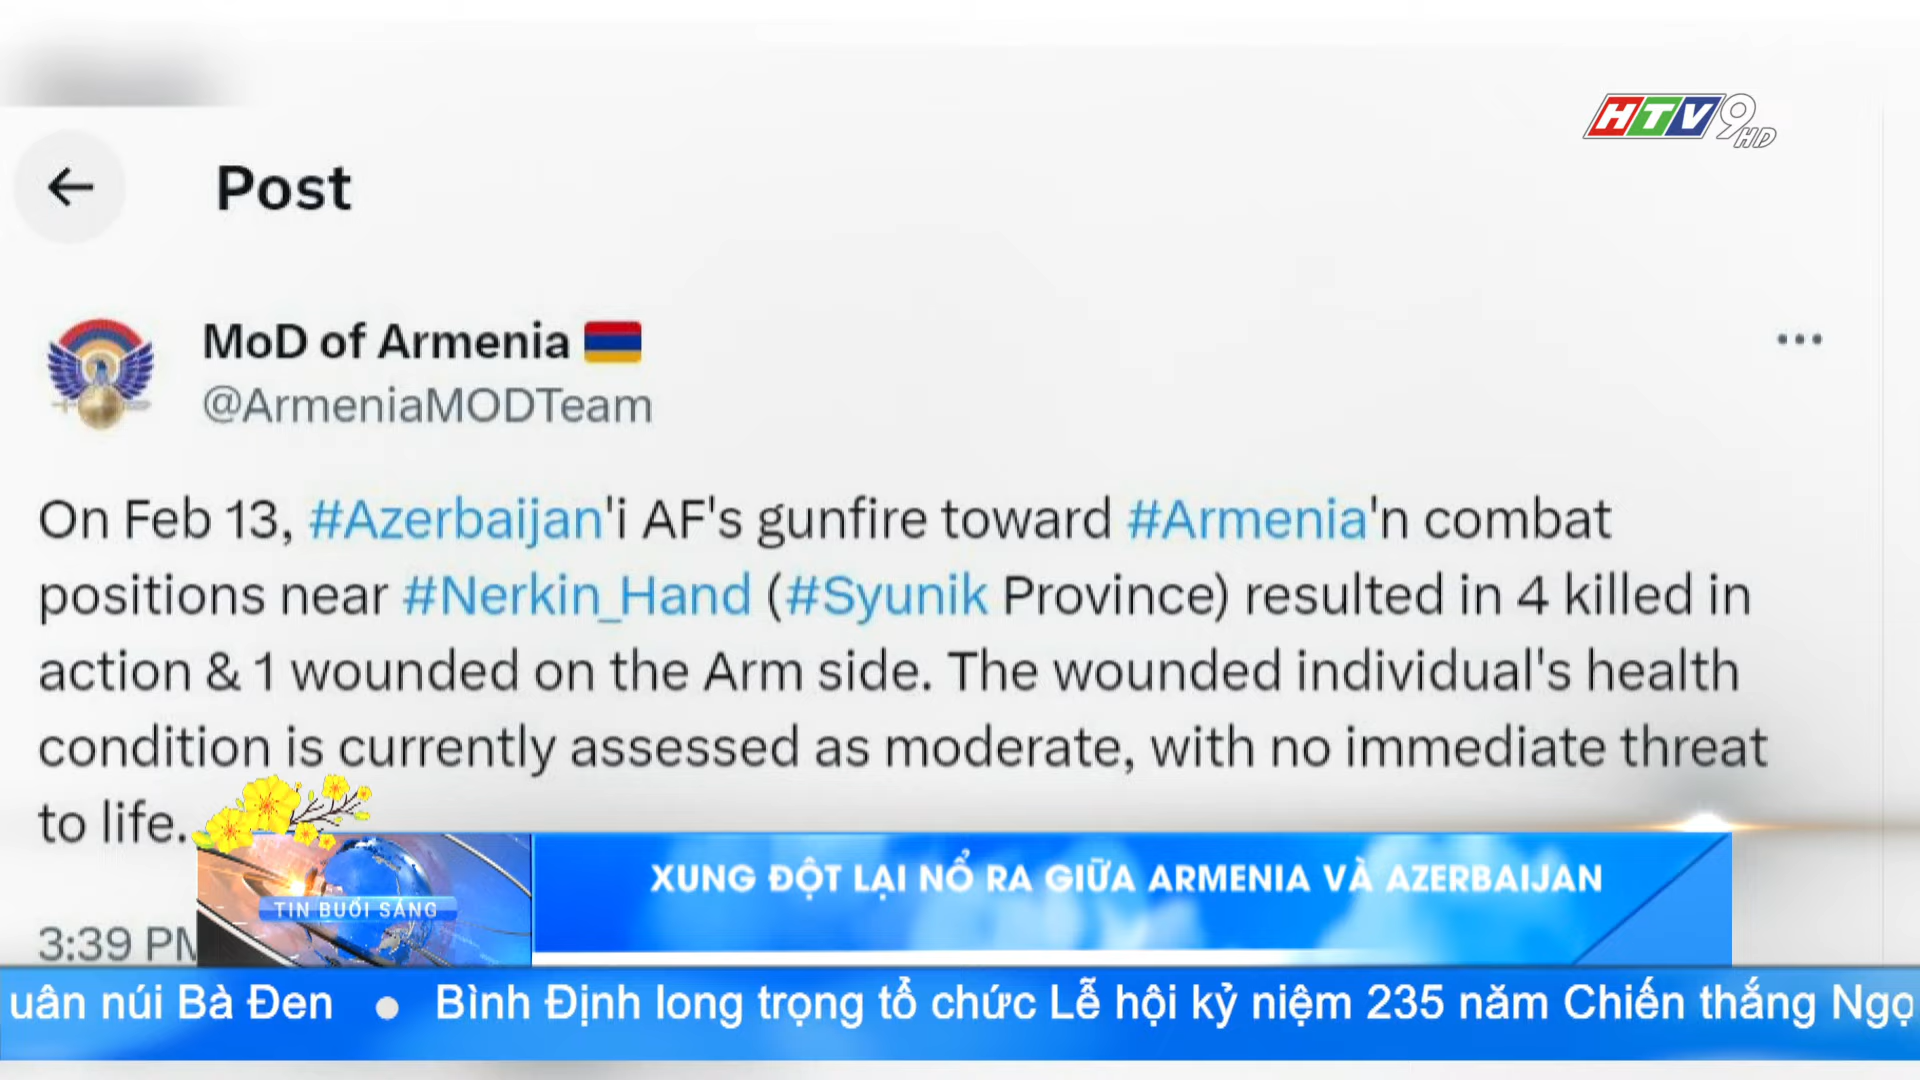 HTV9 HD
Post
MoD of Armenia
@ArmeniaMODTeam
On Feb 13, #Azerbaijan'i AF's gunfire toward #Armenia'n combat
positions near #Nerkin_Hand (#Syunik Province) resulted in 4 killed in
action & 1 wounded on the Arm side. The wounded individual's health
condition is currently assessed as moderate, with no immediate threat
to life.
XUNG ĐỘT LẠI NỔ RA GIỮA ARMENIA VÀ AZERBAIJAN
TIN BUỔI SÁNG
3:39 PM
uân núi Bà Đen ● Bình Định long trọng tổ chức Lễ hội kỷ niệm 235 năm Chiến thắng Ngọ